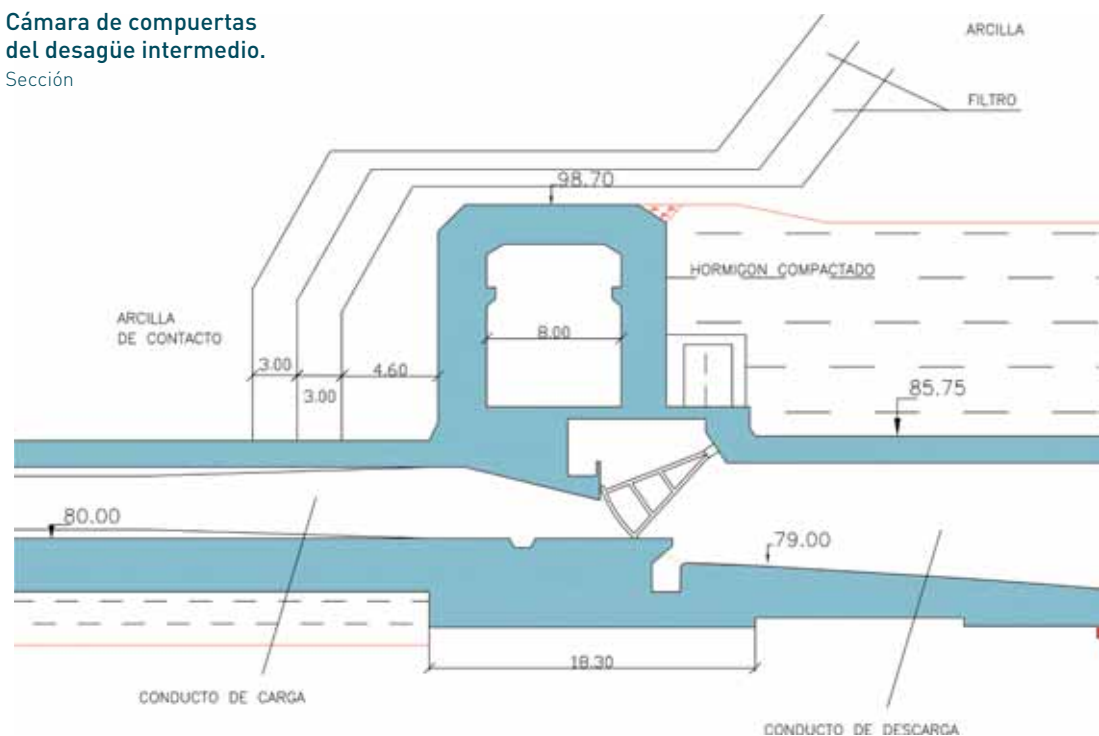 Cámara de compuertas
del desagüe intermedio.
Sección
ARCILLA
FILTRO
98.70
HORMIGON COMPACTADO
ARCILLA
DE CONTACTO
8.00
3.00
3.00
4.60
85.75
80.00
79.00
18.30
CONDUCTO DE CARGA
CONDUCTO DE DESCARGA